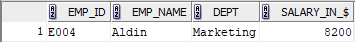 EMP_ID EMP_NAME DEPT SALARY_IN_$
1 E004 Aldin Marketing 8200